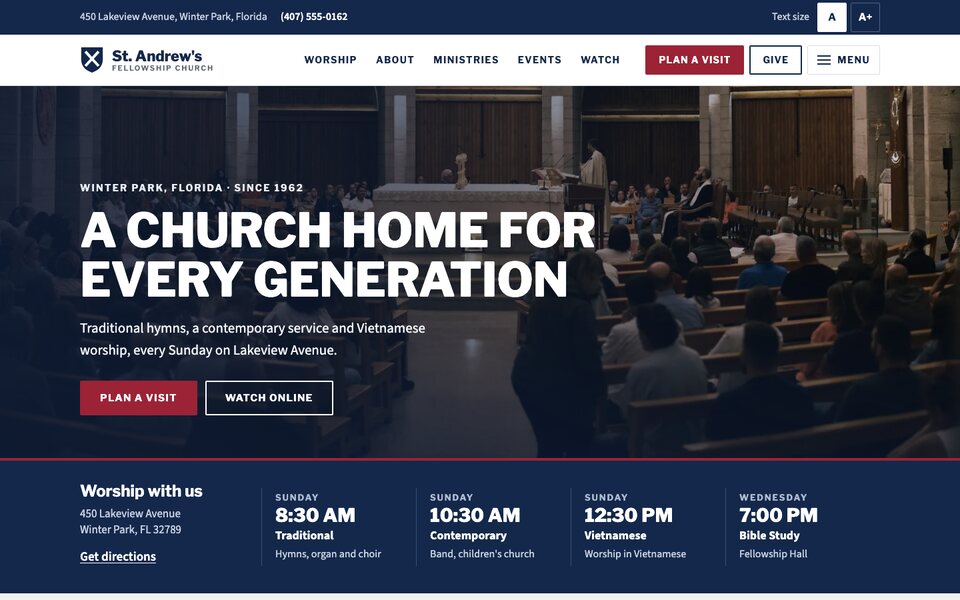 450 Lakeview Avenue, Winter Park, Florida (407) 555-0162
Text size A A+
St. Andrew's
FELLOWSHIP CHURCH
WORSHIP ABOUT MINISTRIES EVENTS WATCH PLAN A VISIT GIVE MENU
WINTER PARK, FLORIDA · SINCE 1962
A CHURCH HOME FOR
EVERY GENERATION
Traditional hymns, a contemporary service and Vietnamese
worship, every Sunday on Lakeview Avenue.
PLAN A VISIT WATCH ONLINE
Worship with us
450 Lakeview Avenue
Winter Park, FL 32789
Get directions
SUNDAY
8:30 AM
Traditional
Hymns, organ and choir
SUNDAY
10:30 AM
Contemporary
Band, children's church
SUNDAY
12:30 PM
Vietnamese
Worship in Vietnamese
WEDNESDAY
7:00 PM
Bible Study
Fellowship Hall